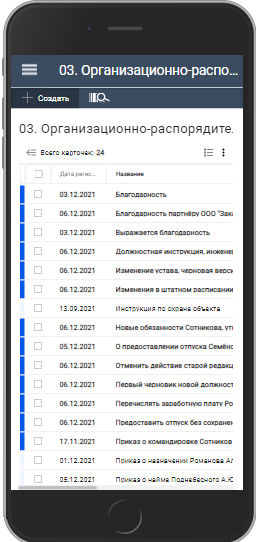 03. Организационно-распо...
Создать
03. Организационно-распорядите.
Всего карточек: 24
Дата регис... Название
03.12.2021 Благодарность
06.12.2021 Благодарность партнёру ООО "Зака
03.12.2021 Выражается благодарность
06.12.2021 Должностная инструкция, инжене
06.12.2021 Изменение устава, черновая верси
06.12.2021 Изменения в штатном расписании
13.09.2021 Инструкция по охране объекта
06.12.2021 Новые обязанности Сотникова, ут
05.12.2021 О предоставлении отпуска Семёно
06.12.2021 Отменить действие старой редакц
06.12.2021 Первый черновик новой должност
06.12.2021 Перечислять заработную плату Ро
06.12.2021 Предоставить отпуск без сохранен
17.11.2021 Приказ о командировке Сотников
01.12.2021 Приказ о назначении Романова Ал
05.12.2021 Приказ о найме Поднебесного А.Ю